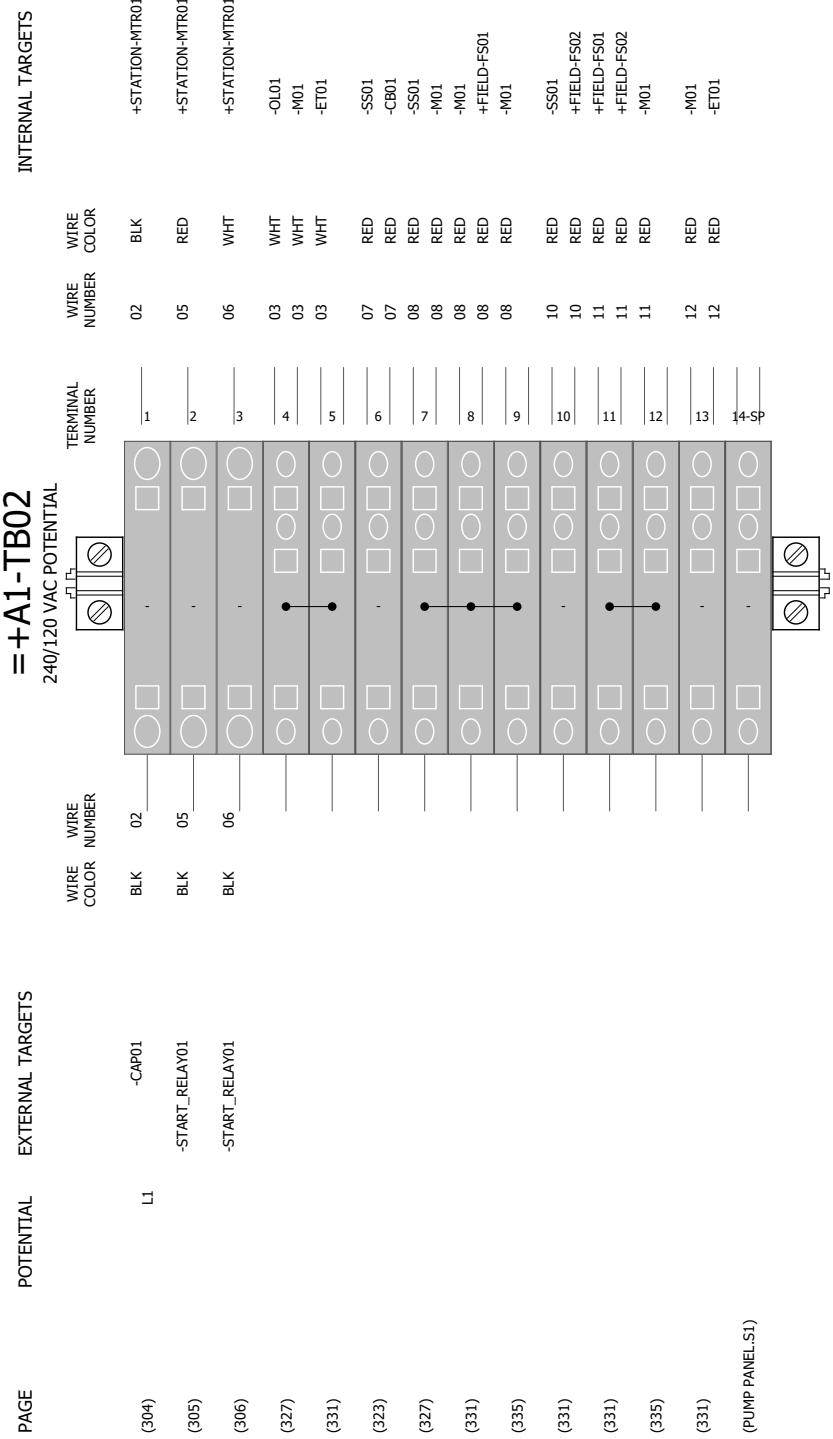 =+A1-TB02
240/120 VAC POTENTIAL
PAGE POTENTIAL EXTERNAL TARGETS WIRE COLOR WIRE NUMBER TERMINAL NUMBER WIRE NUMBER WIRE COLOR INTERNAL TARGETS
(304) L1 -CAP01 BLK 02 - 1 02 BLK +STATION-MTR01
(305) -START_RELAY01 BLK 05 - 2 05 RED +STATION-MTR01
(306) -START_RELAY01 BLK 06 - 3 06 WHT +STATION-MTR01
(327) 4 03 WHT -OL01
03 WHT -M01
(331) 5 03 WHT -ET01
(323) - 6 07 RED -SS01
07 RED -CB01
(327) 7 08 RED -SS01
08 RED -M01
(331) 8 08 RED -M01
08 RED +FIELD-FS01
(335) 9 08 RED -M01
(331) - 10 10 RED -SS01
10 RED +FIELD-FS02
(331) 11 11 RED +FIELD-FS01
11 RED +FIELD-FS02
(335) 12 11 RED -M01
(331) - 13 12 RED -M01
12 RED -ET01
(PUMP PANEL.S1) - 14-SP